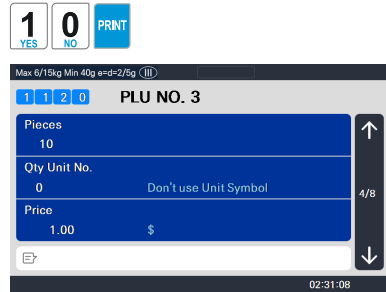 1 0 PRINT
YES NO
Max 6/15kg Min 40g e=d=2/5g III
1 1 2 0 PLU NO. 3
Pieces
10
Qty Unit No.
0 Don't use Unit Symbol
4/8
Price
1.00 $
02:31:08